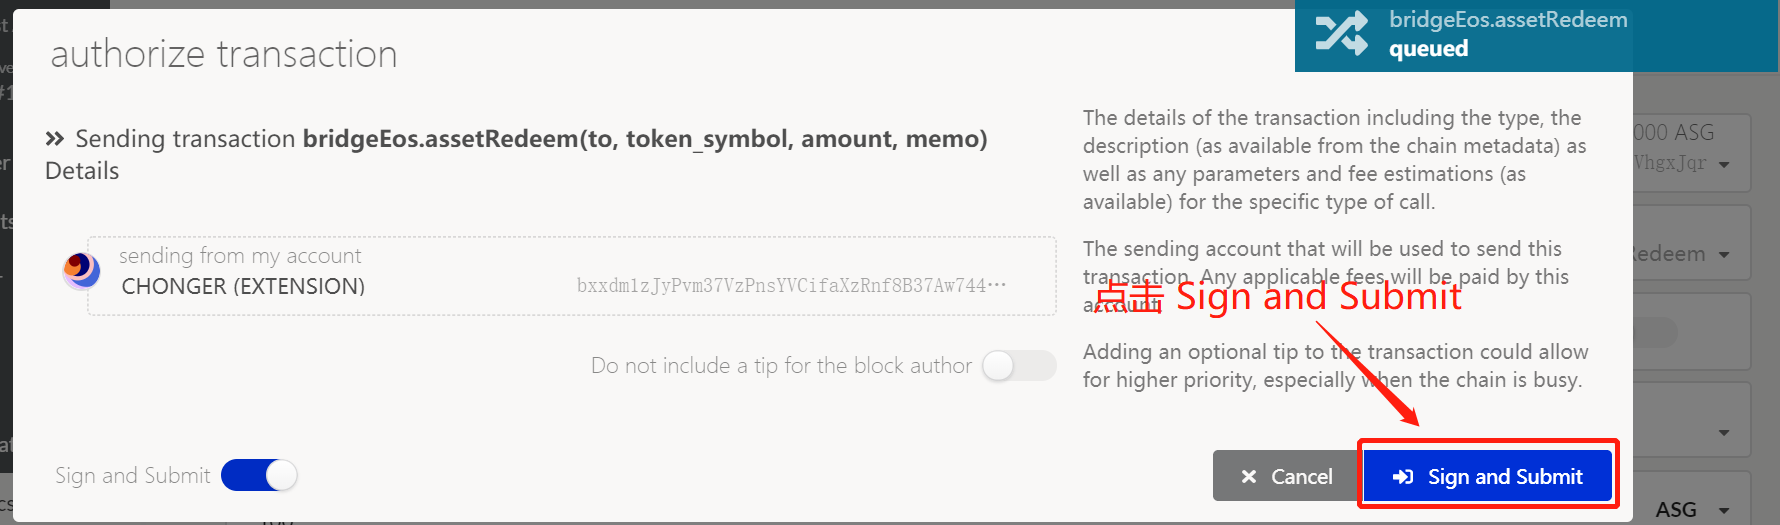 authorize transaction
bridgeEos.assetRedeem
queued
Sending transaction bridgeEos.assetRedeem(to, token_symbol, amount, memo)
Details
sending from my account
CHONGER (EXTENSION)
bxxdm1zJyPvm37VzPnsYVCifaXzRnf8B37Aw744…
Do not include a tip for the block author
Sign and Submit
The details of the transaction including the type, the
description (as available from the chain metadata) as
well as any parameters and fee estimations (as
available) for the specific type of call.
The sending account that will be used to send this
transaction. Any applicable fees will be paid by this
account.
点击 Sign and Submit
Adding an optional tip to the transaction could allow
for higher priority, especially when the chain is busy.
Cancel
Sign and Submit
000 ASG
VhgxJqr
Redeem
ASG